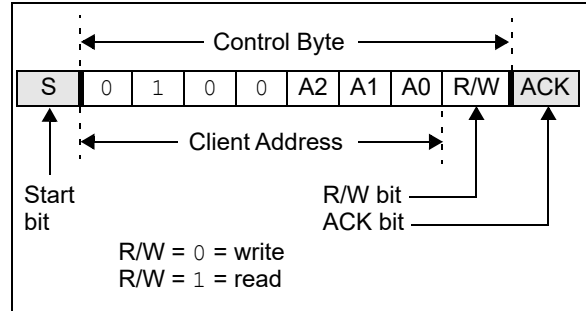 Control Byte
S 0 1 0 0 A2 A1 A0 R/W ACK
Client Address
Start
bit
R/W bit
ACK bit
R/W = 0 = write
R/W = 1 = read